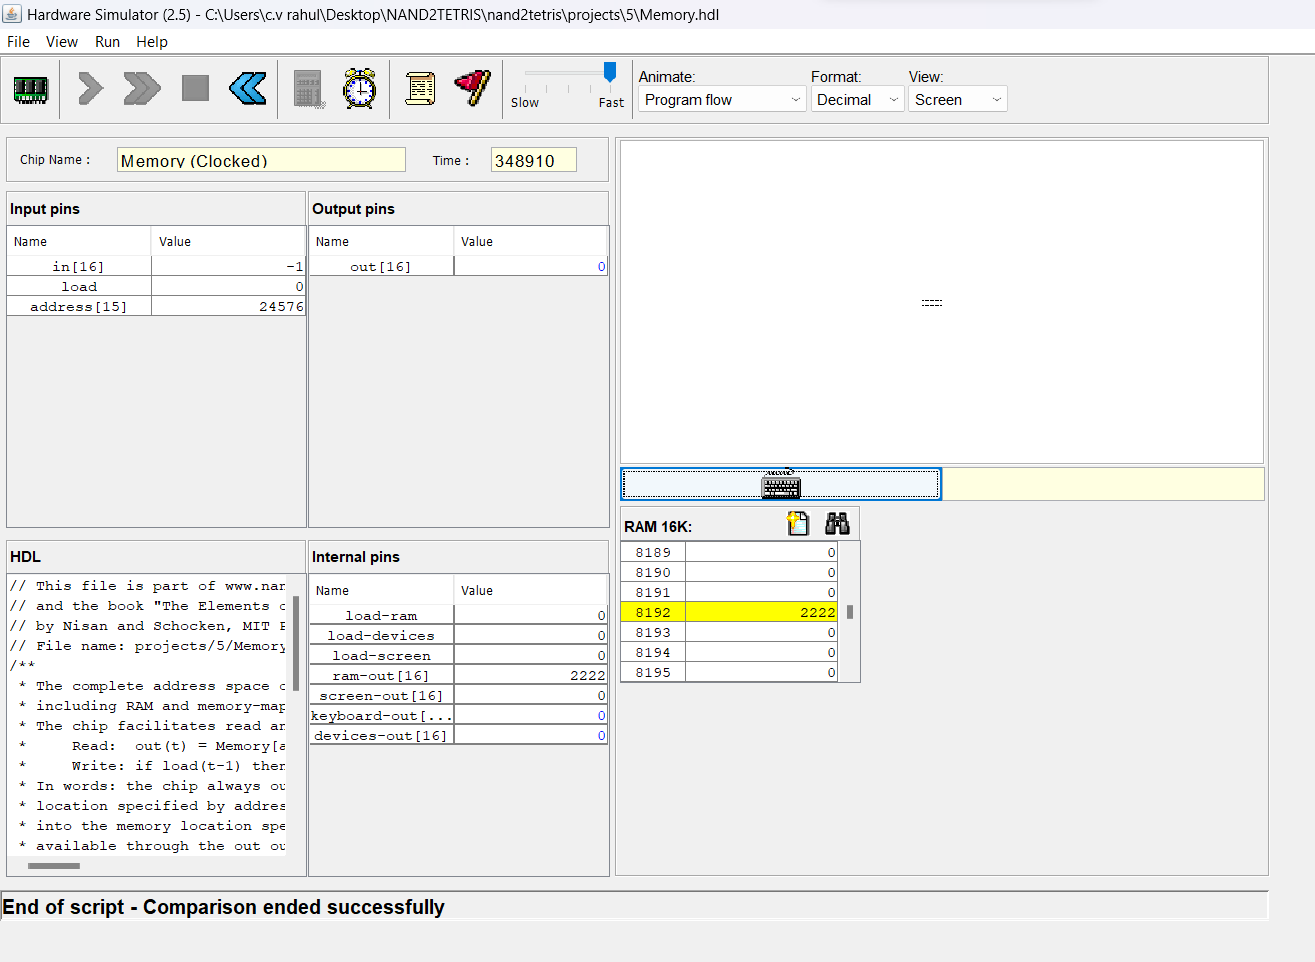 Hardware Simulator (2.5) - C:\Users\c.v rahul\Desktop\NAND2TETRIS\nand2tetris\projects\5\Memory.hdl
File View Run Help
Slow Fast
Animate: Format: View:
Program flow Decimal Screen
Chip Name : Memory (Clocked) Time : 348910
Input pins
Name Value
in[16] -1
load 0
address[15] 24576
Output pins
Name Value
out[16] 0
HDL
// This file is part of www.nan
// and the book "The Elements o
// by Nisan and Schocken, MIT P
// File name: projects/5/Memory
/**
* The complete address space o
* including RAM and memory-map
* The chip facilitates read an
* Read: out(t) = Memory[a
* Write: if load(t-1) then
* In words: the chip always ou
* location specified by addres
* into the memory location spe
* available through the out ou
Internal pins
Name Value
load-ram 0
load-devices 0
load-screen 0
ram-out[16] 2222
screen-out[16] 0
keyboard-out[... 0
devices-out[16] 0
RAM 16K:
8189 0
8190 0
8191 0
8192 2222
8193 0
8194 0
8195 0
End of script - Comparison ended successfully